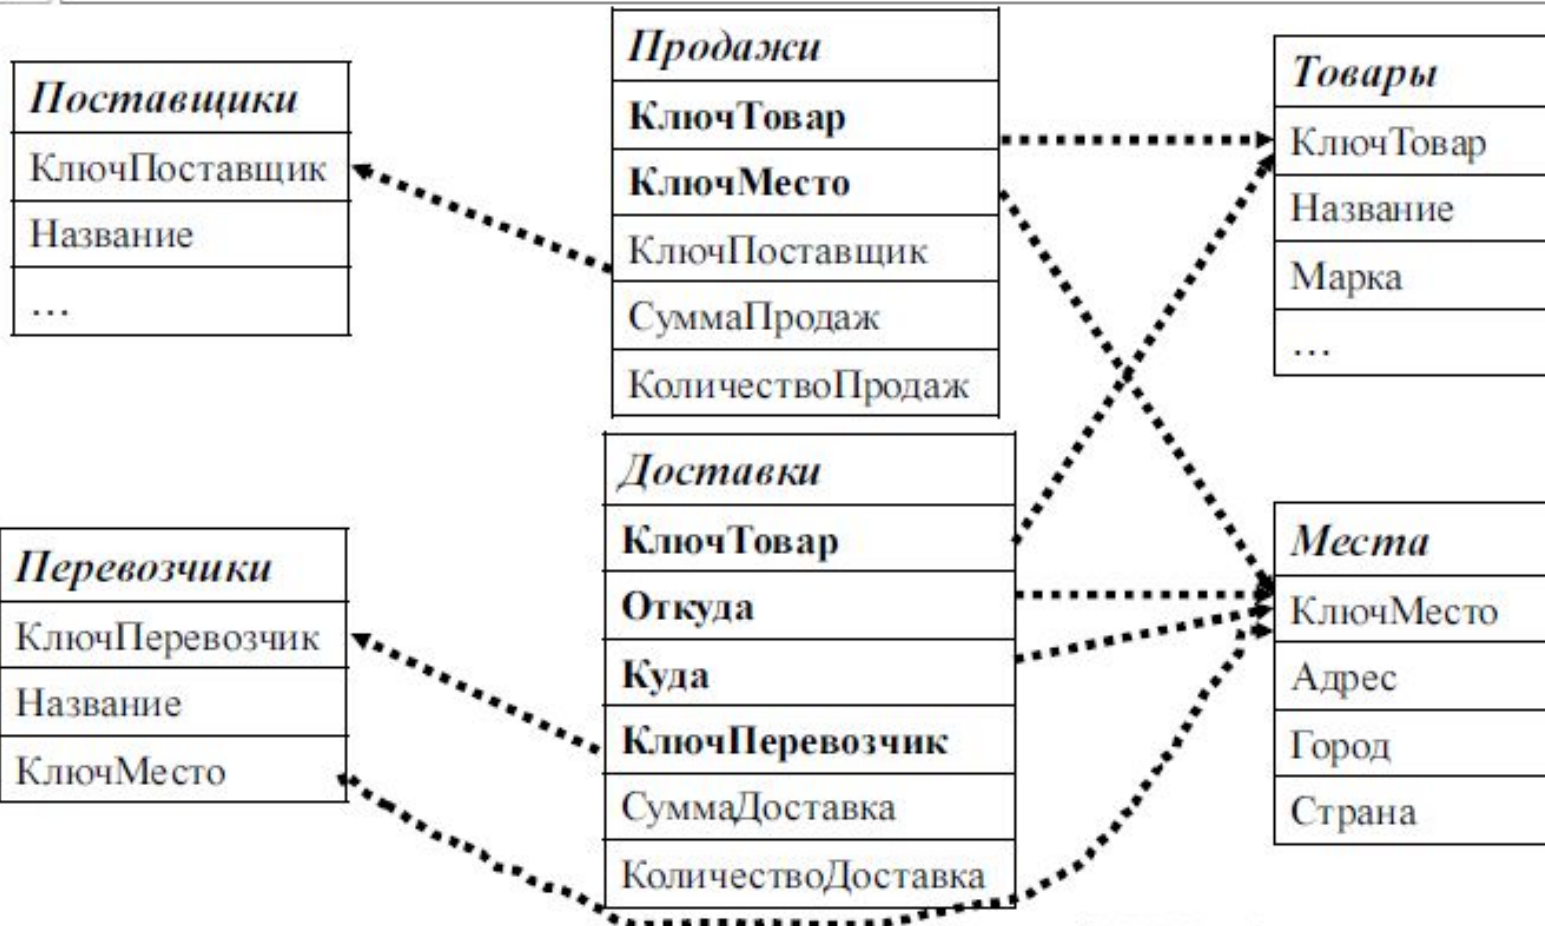 Поставщики
КлючПоставщик
Название
…
Продажи
КлючТовар
КлючМесто
КлючПоставщик
СуммаПродаж
КоличествоПродаж
Товары
КлючТовар
Название
Марка
…
Перевозчики
КлючПеревозчик
Название
КлючМесто
Доставки
КлючТовар
Откуда
Куда
КлючПеревозчик
СуммаДоставка
КоличествоДоставка
Места
КлючМесто
Адрес
Город
Страна